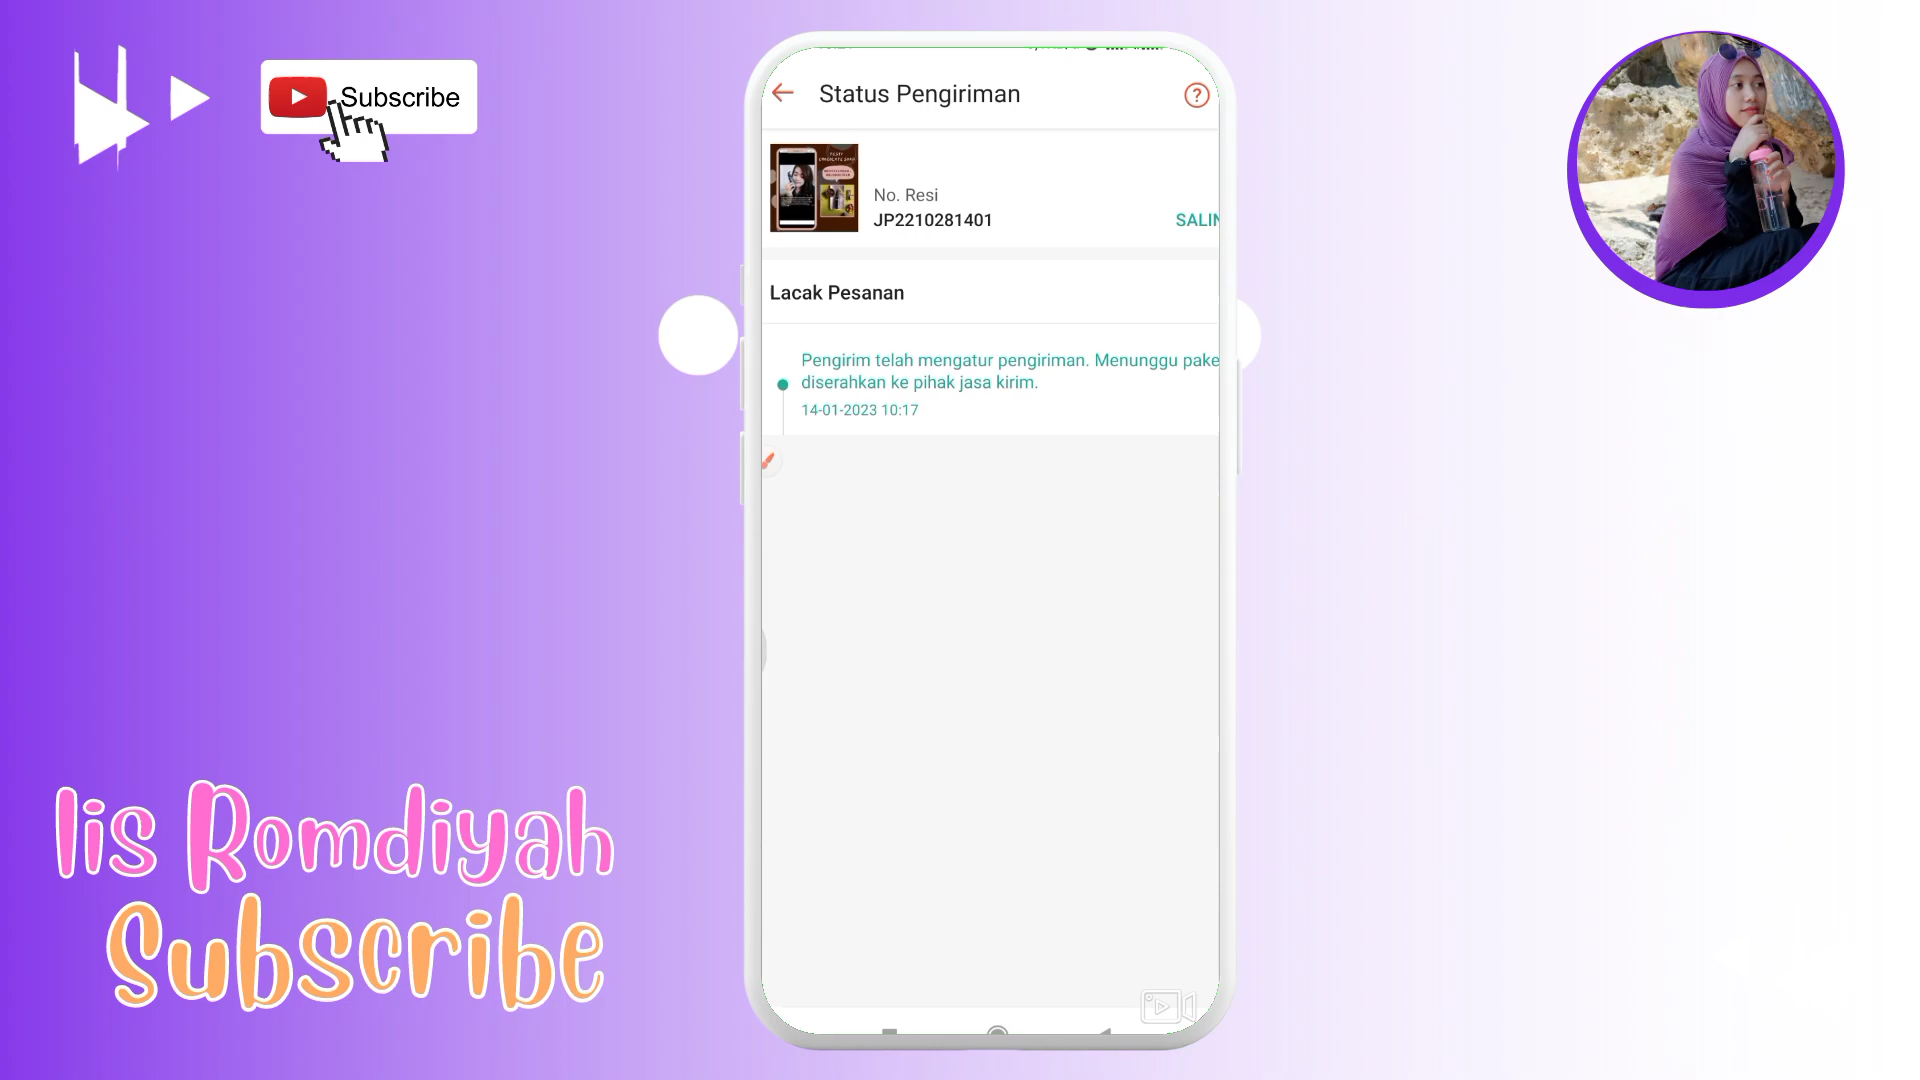 Subscribe
Status Pengiriman
No. Resi
JP2210281401
SALIN
Lacak Pesanan
Pengirim telah mengatur pengiriman. Menunggu pake
diserahkan ke pihak jasa kirim.
14-01-2023 10:17
Iis Romdiyah
Subscribe